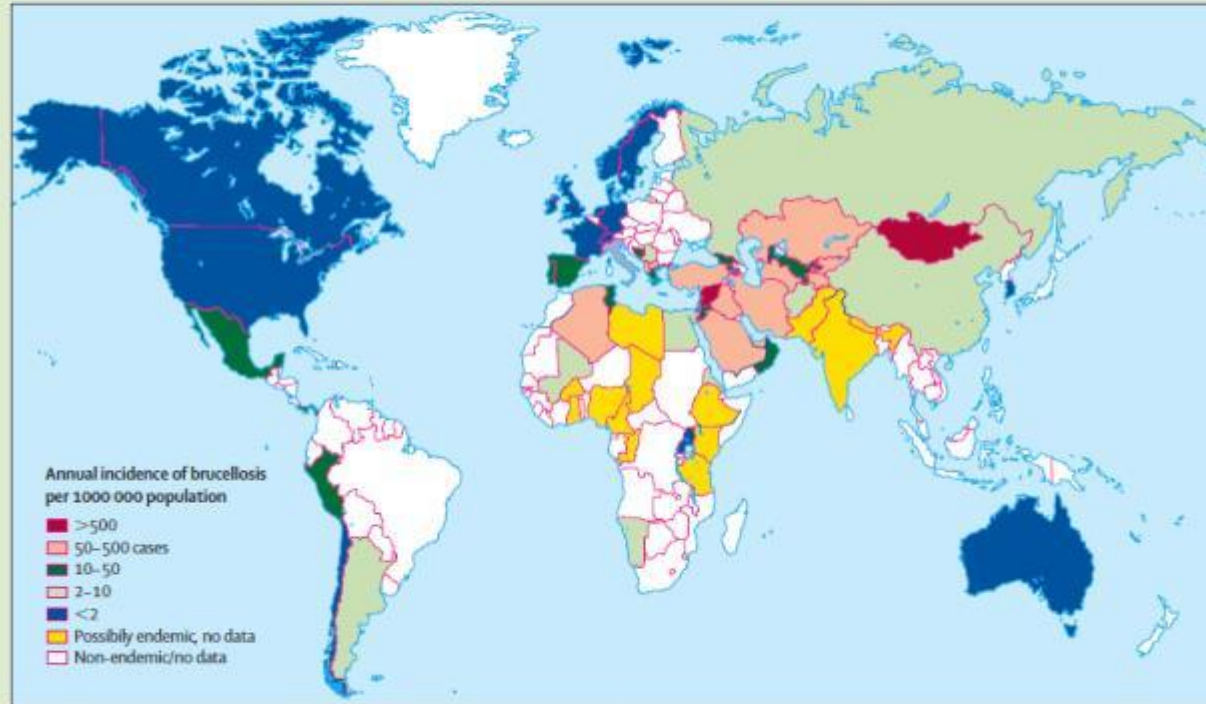 Annual incidence of brucellosis
per 1000 000 population
>500
50–500 cases
10–50
2–10
<2
Possibily endemic, no data
Non-endemic/no data